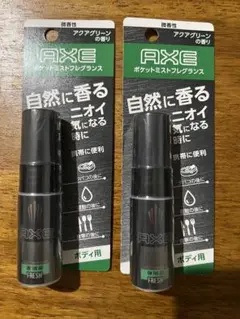 微香性
アクアグリーン
の香り
AXE
ポケットミストフレグランス
自然に香る
ニオイ
気になる
時に
携帯に便利
ボディ用
AXE
微香性
アクアグリーン
の香り
AXE
ポケットミストフレグランス
自然に香る
ニオイ
気になる
時に
携帯に便利
ボディ用
AXE